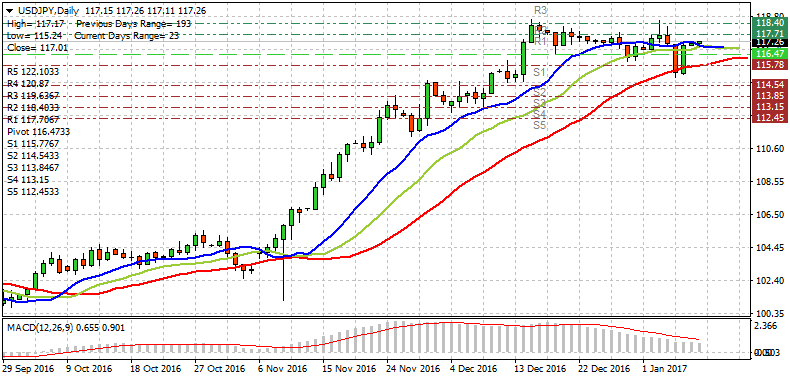 USDJPY,Daily 117.15 117.26 117.11 117.26
High= 117.17 Previous Days Range= 193
Low= 115.24 Current Days Range= 23
Close= 117.01
R5 122.1033
R4 120.87
R3 119.6367
R2 118.4033
R1 117.7067
Pivot 116.4733
S1 115.7767
S2 114.5433
S3 113.8467
S4 113.15
S5 112.4533
R3
R1
S1
S2
S3
S4
S5
118.40
117.71
117.26
116.47
115.78
114.54
113.85
113.15
112.45
110.60
108.55
106.50
104.45
102.40
100.35
MACD(12,26,9) 0.655 0.901
2.366
29 Sep 2016
9 Oct 2016
18 Oct 2016
27 Oct 2016
6 Nov 2016
15 Nov 2016
24 Nov 2016
4 Dec 2016
13 Dec 2016
22 Dec 2016
1 Jan 2017